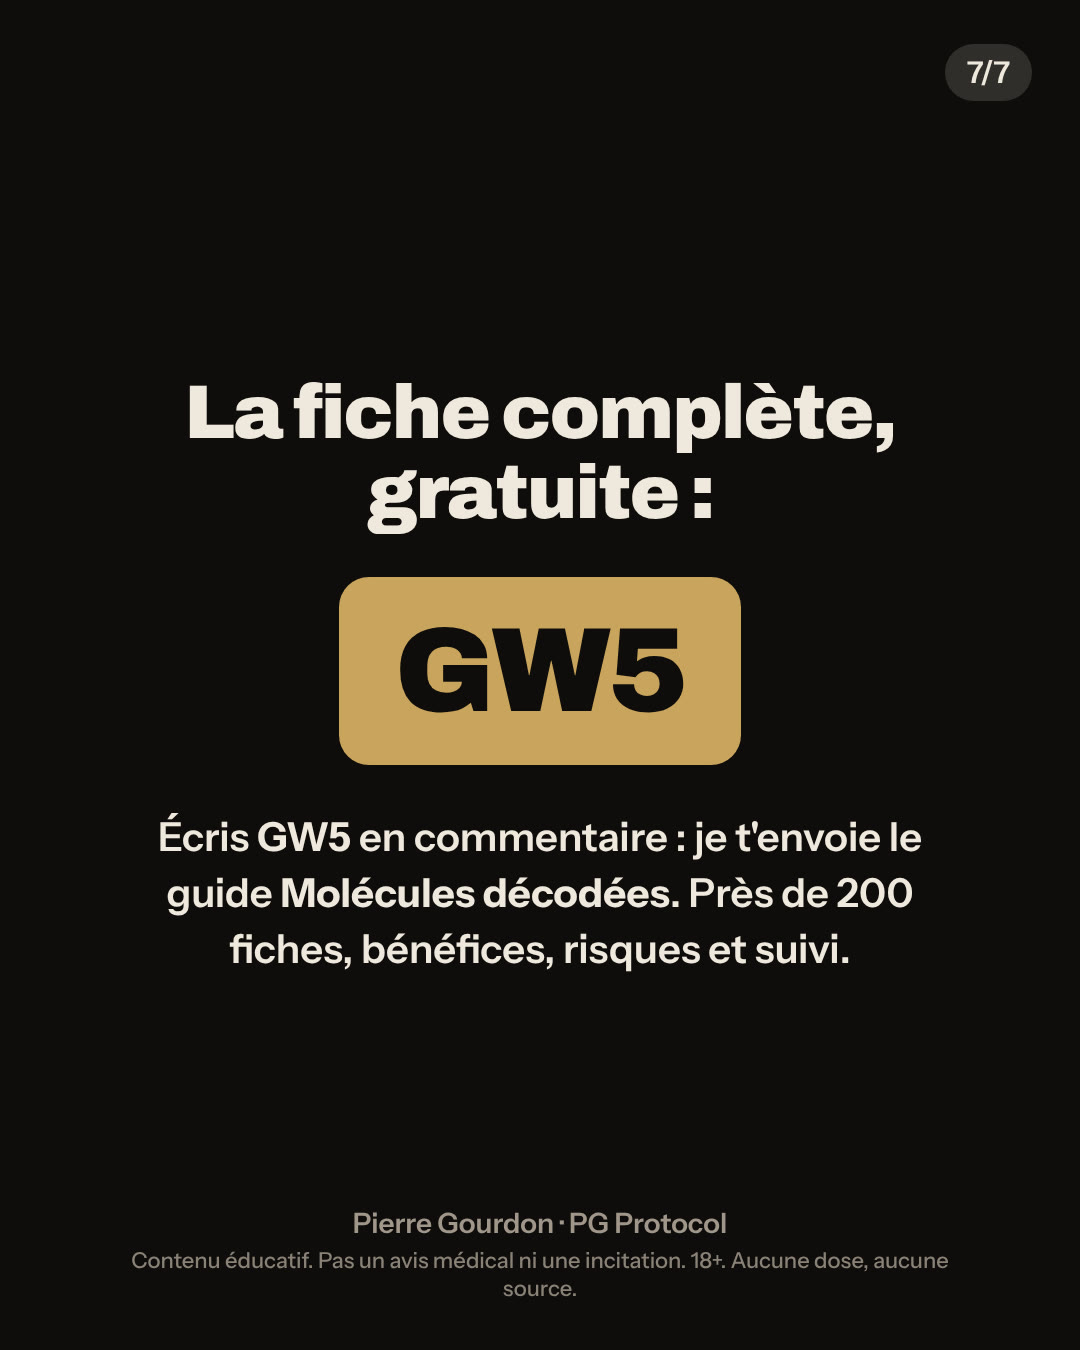 7/7
La fiche complète,
gratuite :
GW5
Écris GW5 en commentaire : je t'envoie le
guide Molécules décodées. Près de 200
fiches, bénéfices, risques et suivi.
Pierre Gourdon · PG Protocol
Contenu éducatif. Pas un avis médical ni une incitation. 18+. Aucune dose, aucune
source.